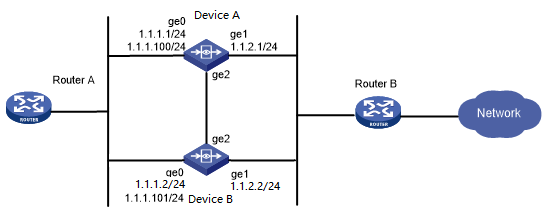 Device A
ge0
1.1.1.1/24
1.1.1.100/24
ge1
1.1.2.1/24
ge2
Router A
ROUTER
Router B
ROUTER
Network
ge2
ge0
1.1.1.2/24
1.1.1.101/24
ge1
1.1.2.2/24
Device B